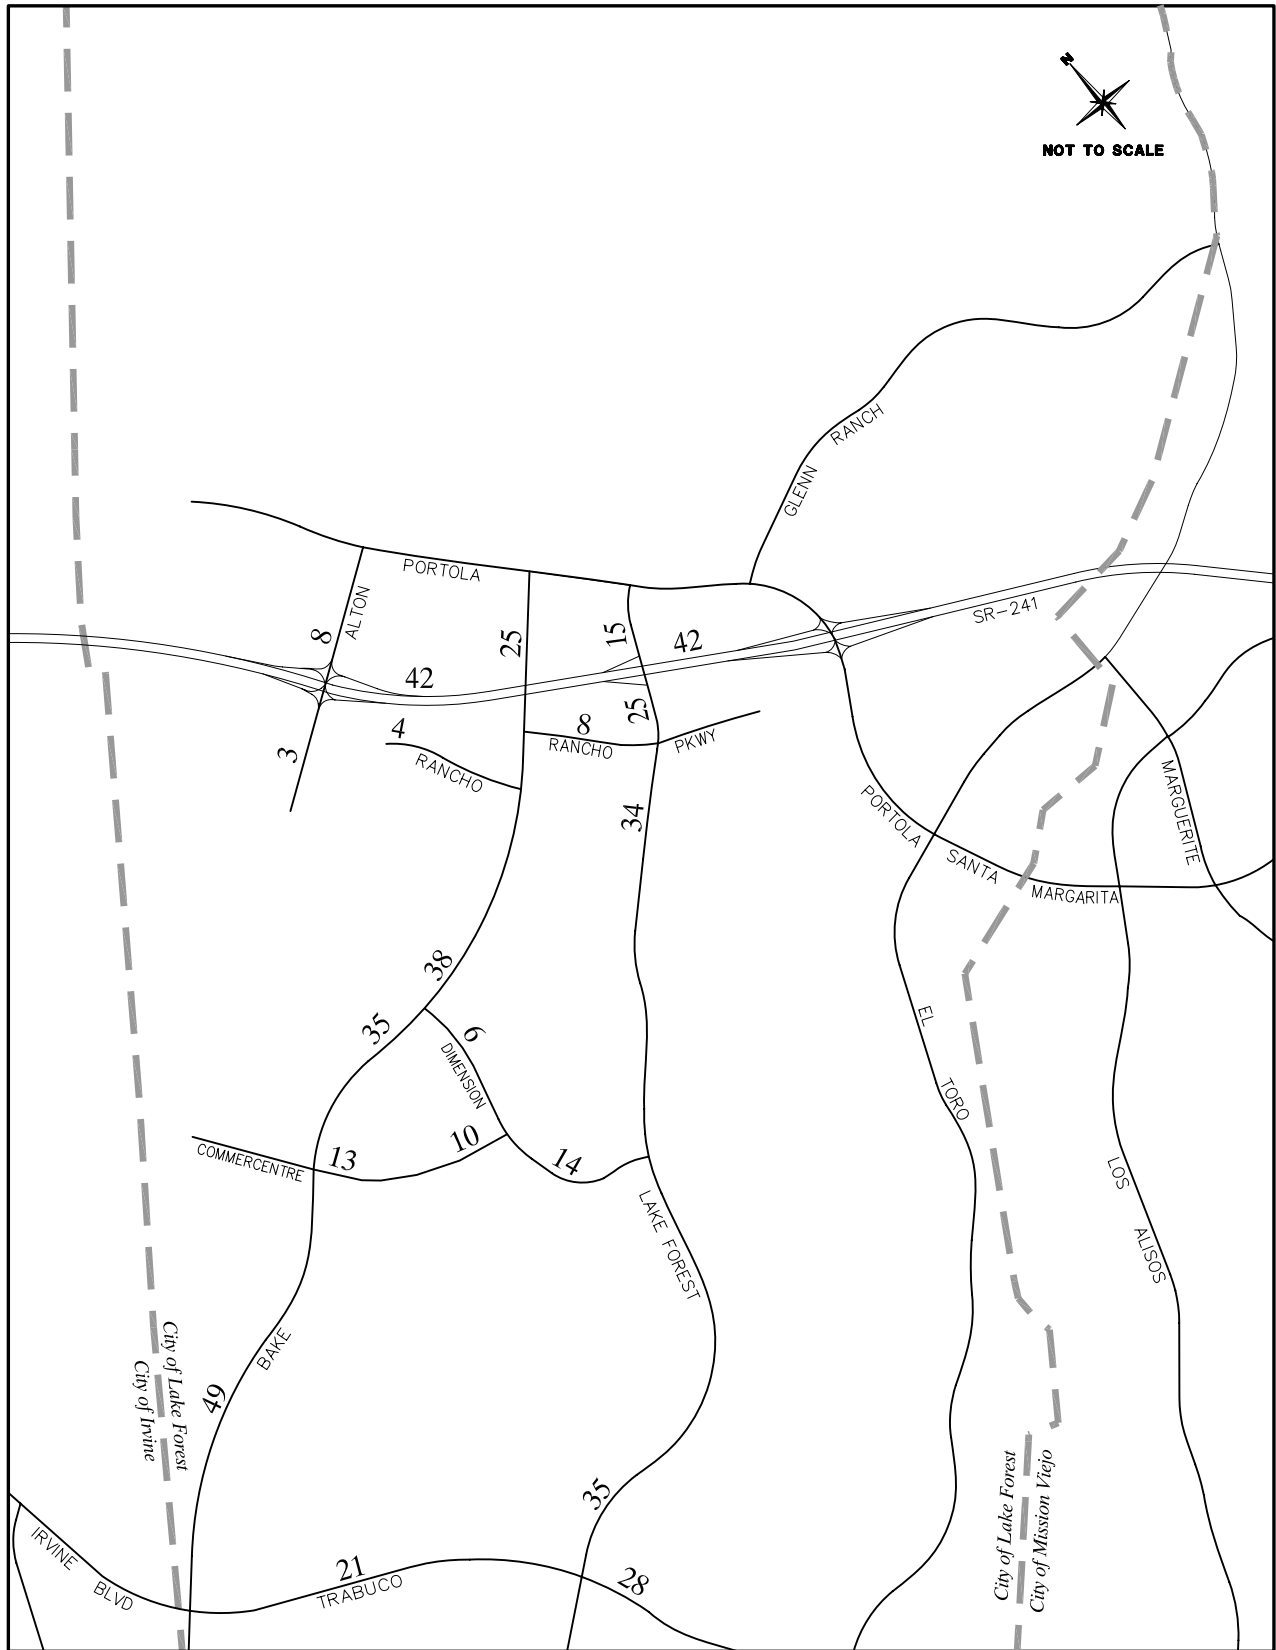 N
NOT TO SCALE
GLENN
RANCH
PORTOLA
ALTON
8
42
25
15
42
SR-241
3
4
RANCHO
8
RANCHO
25
PKWY
34
PORTOLA
SANTA
MARGARITA
MARGUERITE
38
35
6
DIMENSION
EL
TORO
COMMERCENTRE
13
10
14
LAKE FOREST
LOS
ALISOS
BAKE
49
City of Lake Forest
City of Irvine
35
City of Lake Forest
City of Mission Viejo
IRVINE
BLVD
21
TRABUCO
28